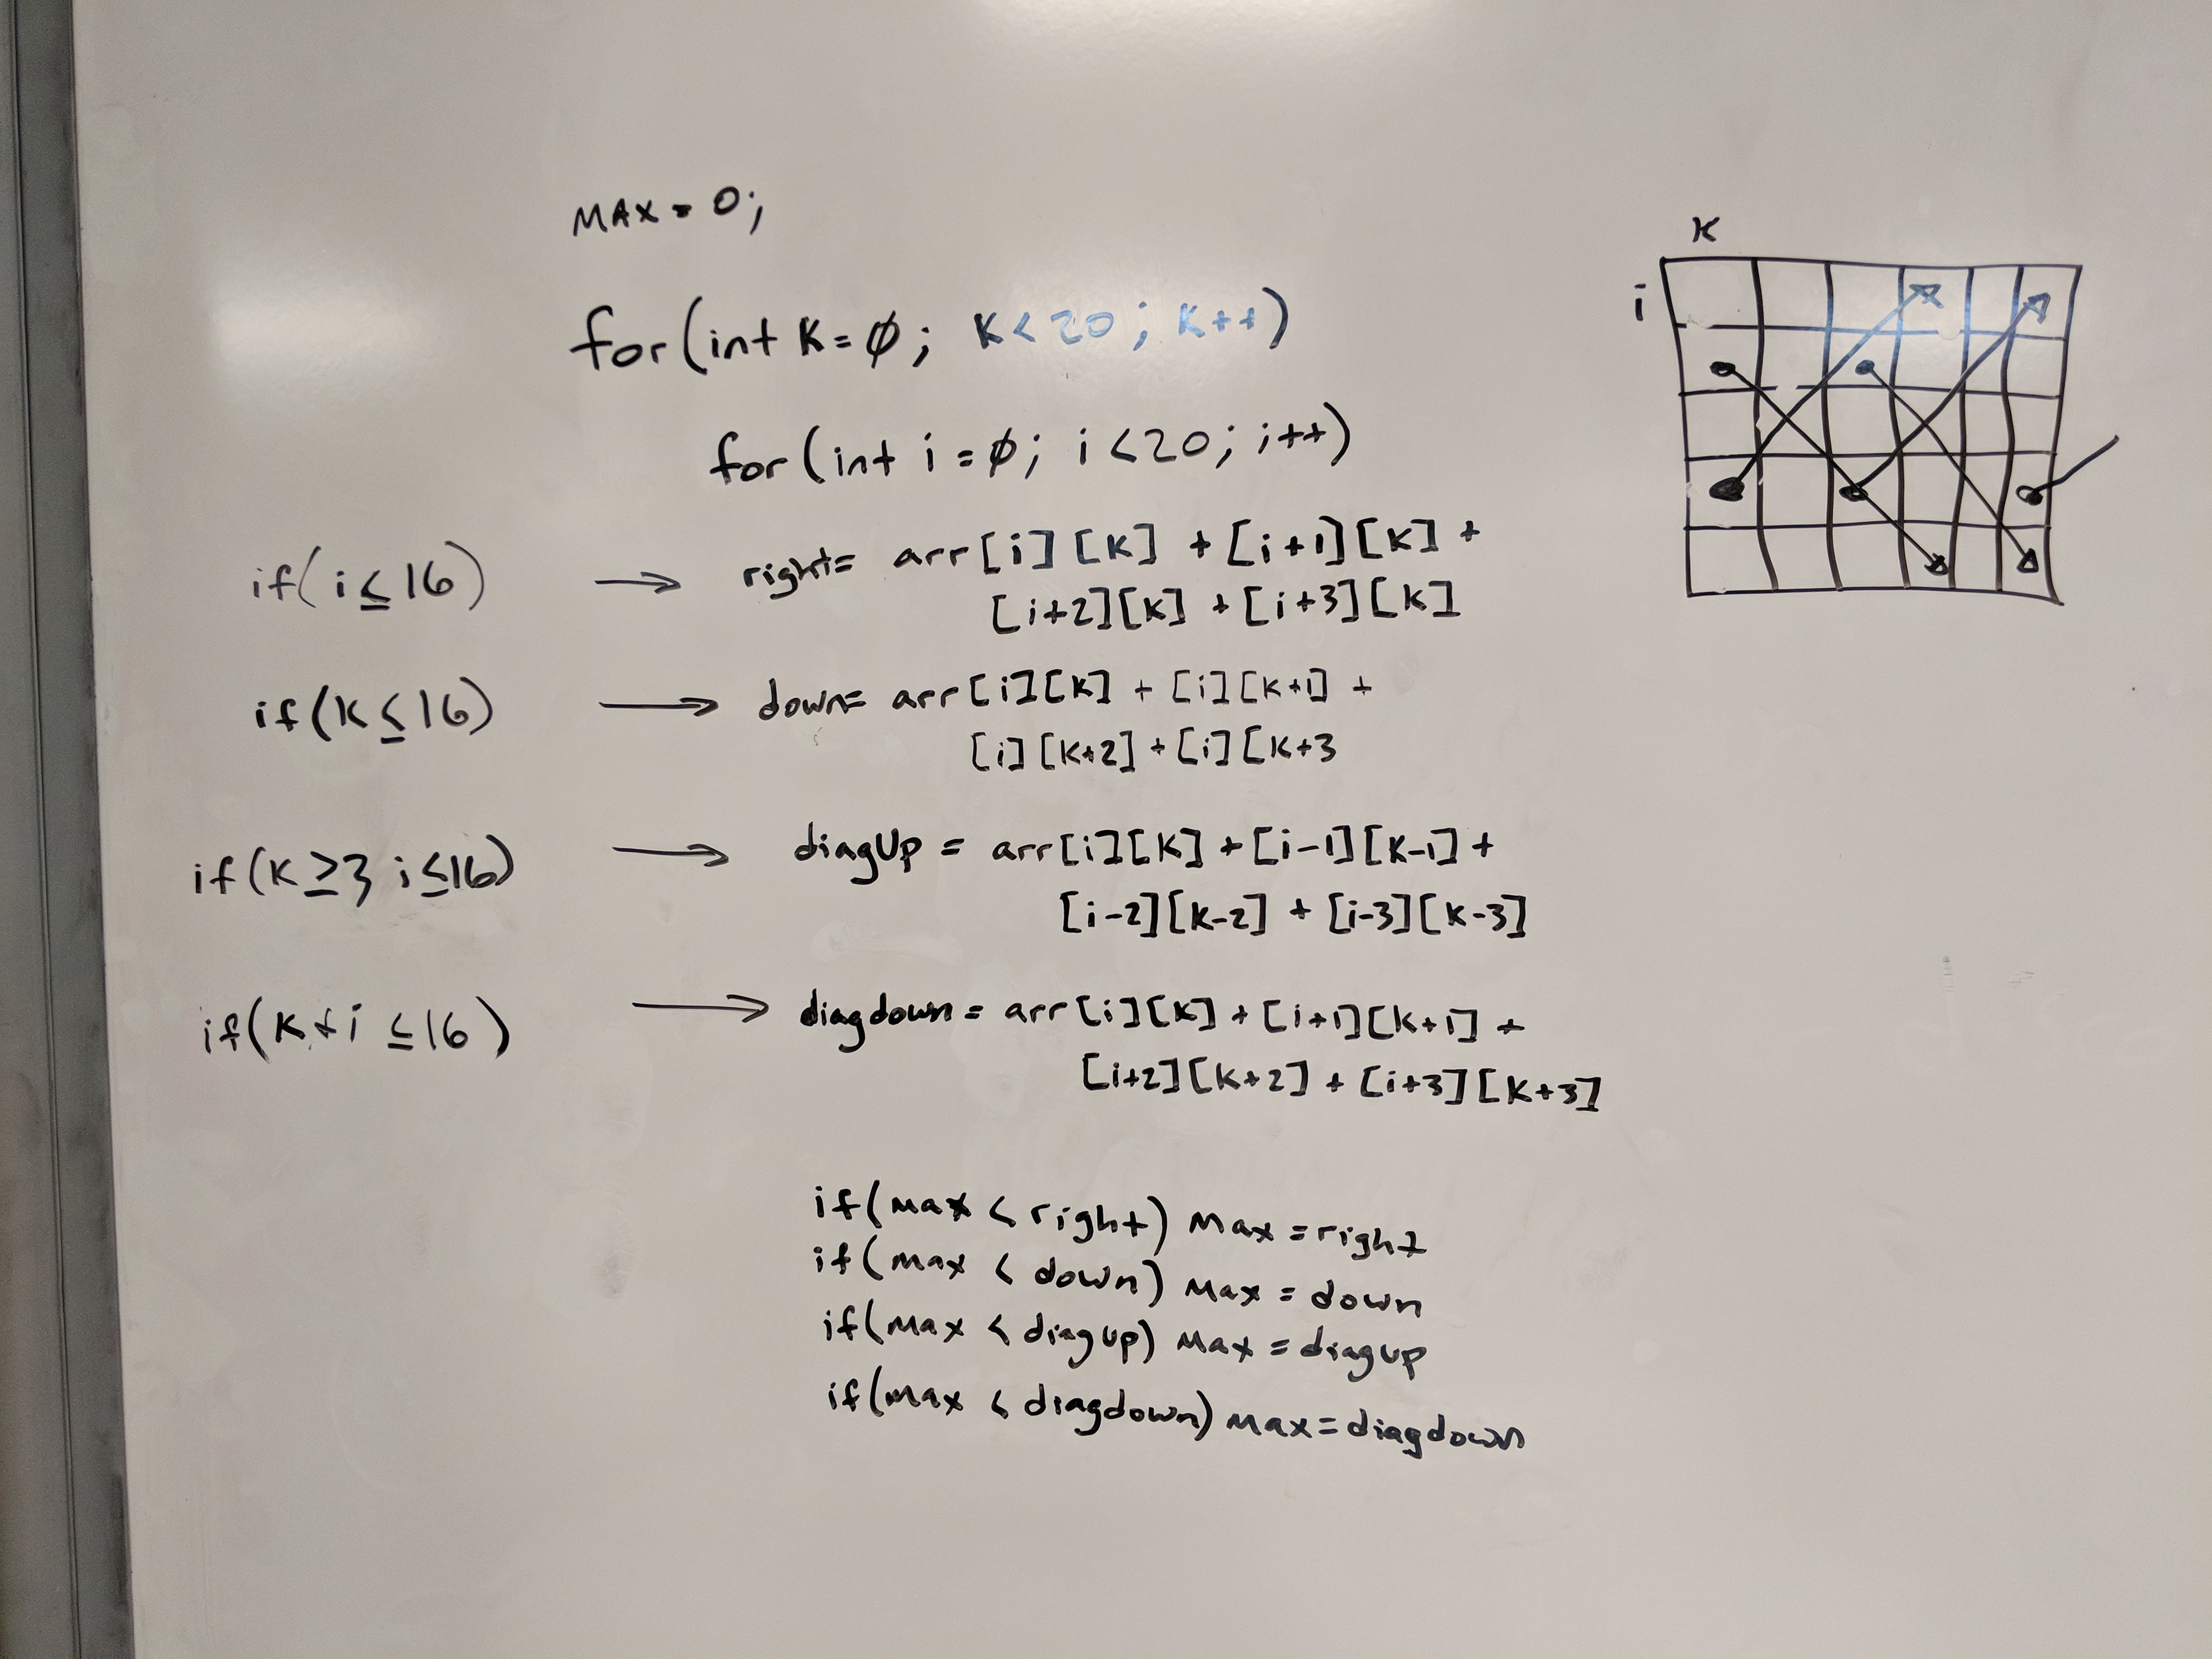 MAX = 0;
for(int K=Ø; K<20; K++)
for(int i=Ø; i<20; i++)
if(i≤16) → right= arr[i][K] + [i+1][K] +
[i+2][K] + [i+3][K]
if(K≤16) → down= arr[i][K] + [i][K+1] +
[i][K+2] + [i][K+3
if(K≥3 i≤16) → diagUp = arr[i][K] + [i-1][K-1] +
[i-2][K-2] + [i-3][K-3]
if(K+i ≤16) → diagdown = arr[i][K] + [i+1][K+1] +
[i+2][K+2] + [i+3][K+3]
if(max < right) Max = right
if(max < down) Max = down
if(max < diagup) Max = diagup
if(max < diagdown) Max = diagdown
K
i